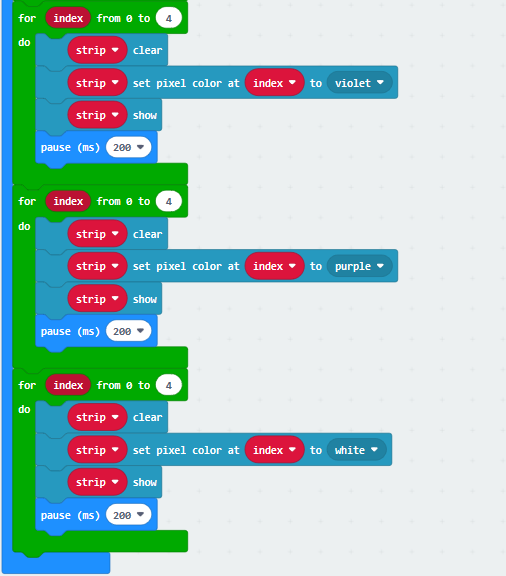 for index from 0 to 4
do
strip clear
strip set pixel color at index to violet
strip show
pause (ms) 200
for index from 0 to 4
do
strip clear
strip set pixel color at index to purple
strip show
pause (ms) 200
for index from 0 to 4
do
strip clear
strip set pixel color at index to white
strip show
pause (ms) 200